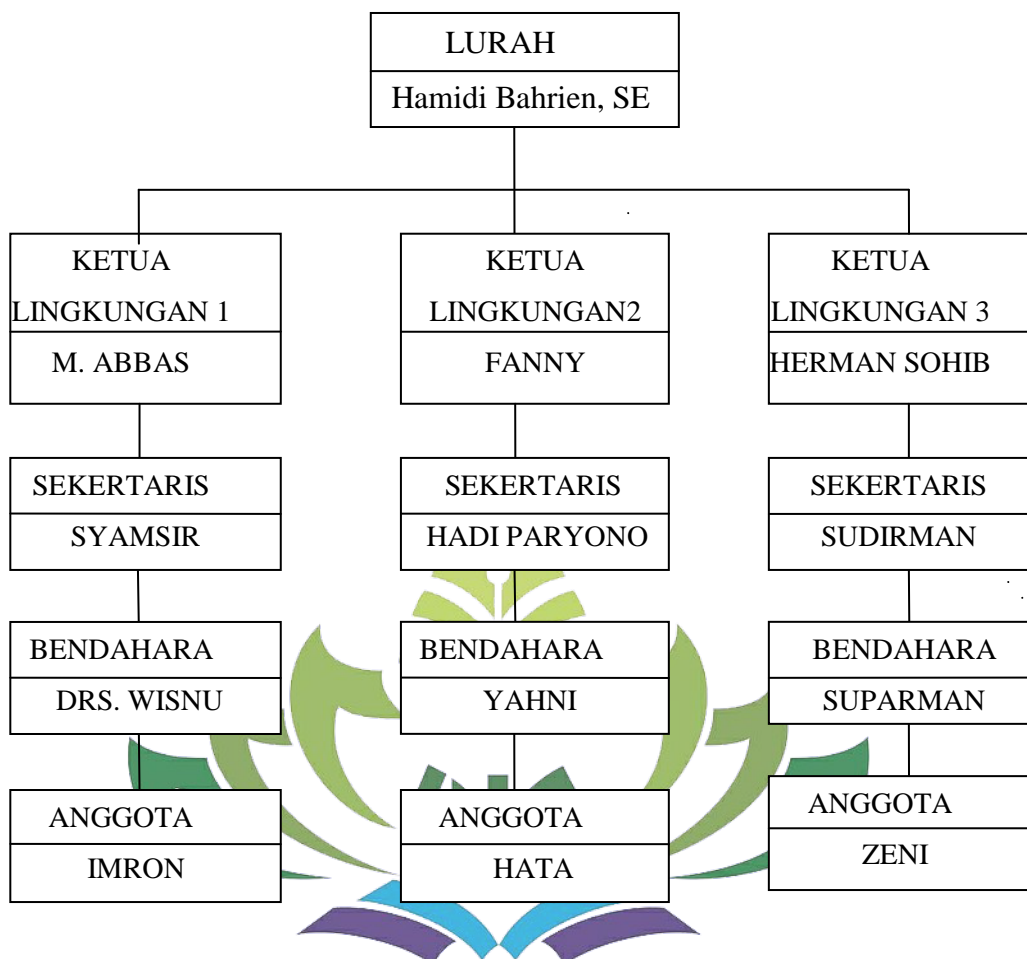 LURAH
Hamidi Bahrien, SE
KETUA
LINGKUNGAN 1
M. ABBAS
SEKERTARIS
SYAMSIR
BENDAHARA
DRS. WISNU
ANGGOTA
IMRON
KETUA
LINGKUNGAN2
FANNY
SEKERTARIS
HADI PARYONO
BENDAHARA
YAHNI
ANGGOTA
HATA
KETUA
LINGKUNGAN 3
HERMAN SOHIB
SEKERTARIS
SUDIRMAN
BENDAHARA
SUPARMAN
ANGGOTA
ZENI